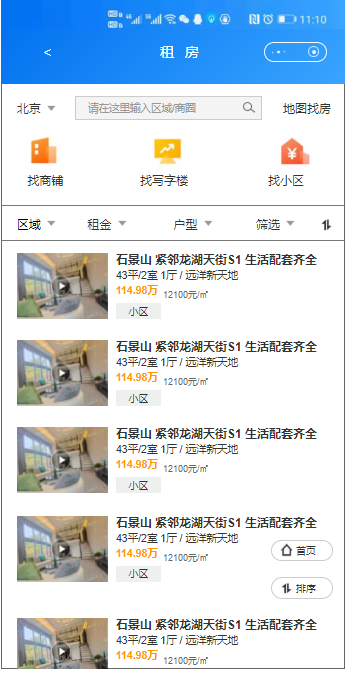 HD HD 4G 5G 11:10
< 租 房
北京 请在这里输入区域/商圈 地图找房
找商铺 找写字楼 找小区
区域 租金 户型 筛选
石景山 紧邻龙湖天街S1 生活配套齐全
43平/2室 1厅 / 远洋新天地
114.98万 12100元/㎡
小区
石景山 紧邻龙湖天街S1 生活配套齐全
43平/2室 1厅 / 远洋新天地
114.98万 12100元/㎡
小区
石景山 紧邻龙湖天街S1 生活配套齐全
43平/2室 1厅 / 远洋新天地
114.98万 12100元/㎡
小区
石景山 紧邻龙湖天街S1 生活配套齐全
43平/2室 1厅 / 远洋新天地
114.98万 12100元/㎡
小区
首页
排序
石景山 紧邻龙湖天街S1 生活配套齐全
43平/2室 1厅 / 远洋新天地
114.98万 12100元/㎡